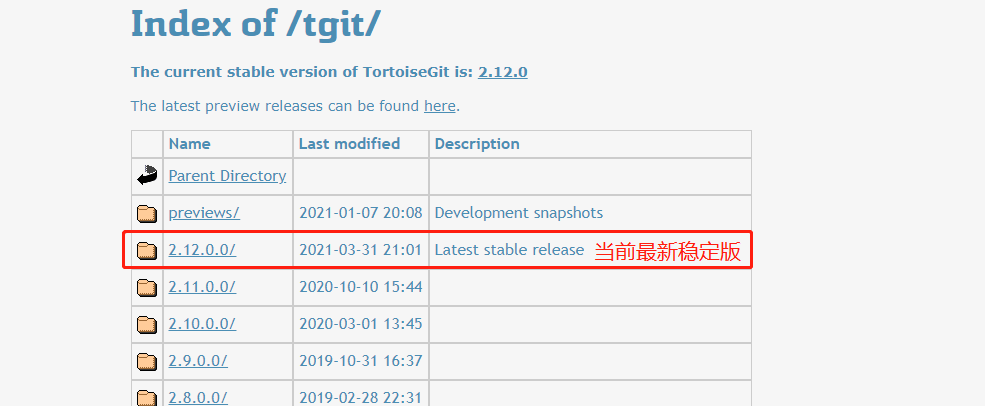 Index of /tgit/
The current stable version of TortoiseGit is: 2.12.0
The latest preview releases can be found here.
Name Last modified Description
Parent Directory
previews/ 2021-01-07 20:08 Development snapshots
2.12.0.0/ 2021-03-31 21:01 Latest stable release 当前最新稳定版
2.11.0.0/ 2020-10-10 15:44
2.10.0.0/ 2020-03-01 13:45
2.9.0.0/ 2019-10-31 16:37
2.8.0.0/ 2019-02-28 22:31